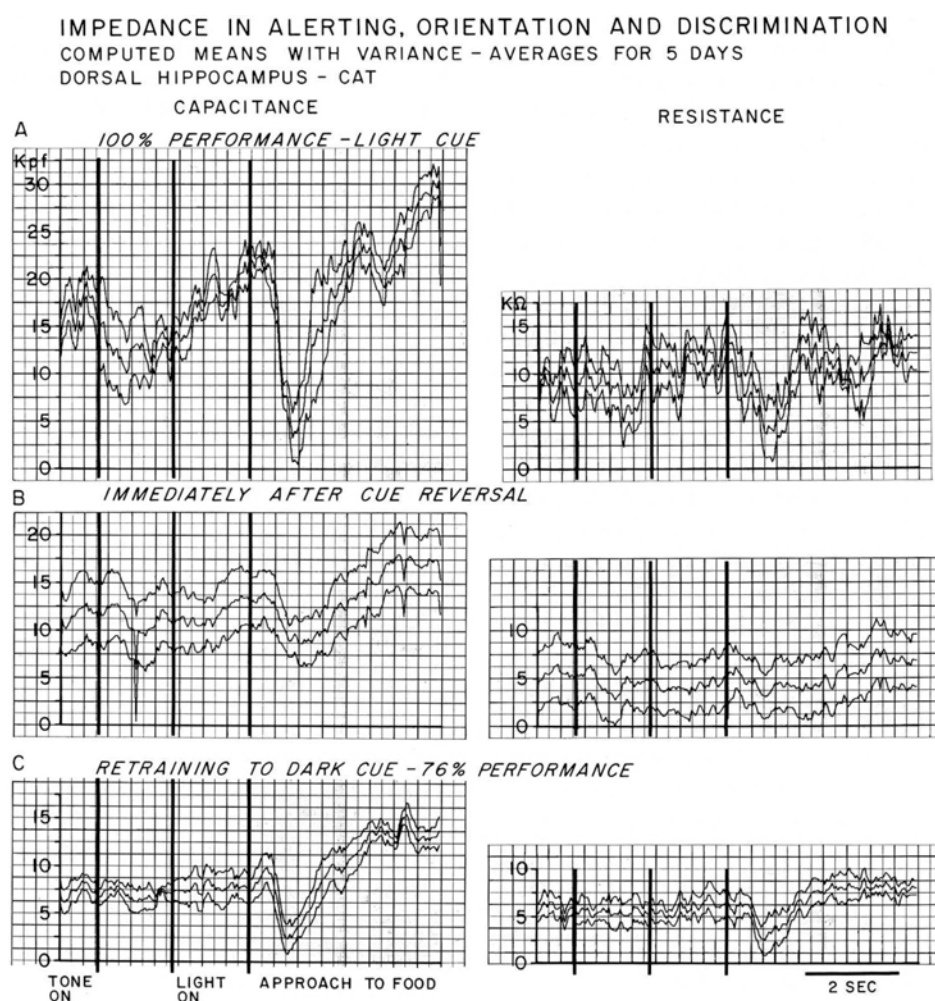 IMPEDANCE IN ALERTING, ORIENTATION AND DISCRIMINATION
COMPUTED MEANS WITH VARIANCE - AVERAGES FOR 5 DAYS
DORSAL HIPPOCAMPUS - CAT
CAPACITANCE
RESISTANCE
A
100% PERFORMANCE - LIGHT CUE
Kpf
30
25
20
15
10
5
0
KΩ
15
10
5
0
B
IMMEDIATELY AFTER CUE REVERSAL
20
15
10
5
0
10
5
0
C
RETRAINING TO DARK CUE - 76% PERFORMANCE
15
10
5
0
10
5
0
TONE ON
LIGHT ON
APPROACH TO FOOD
2 SEC